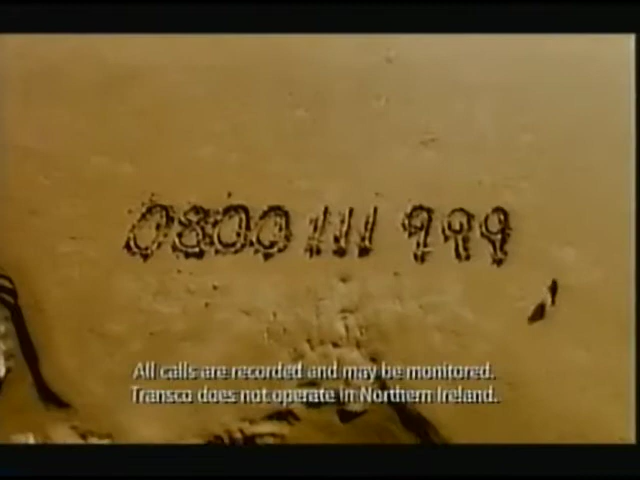 0800 111 999
All calls are recorded and may be monitored.
Transco does not operate in Northern Ireland.